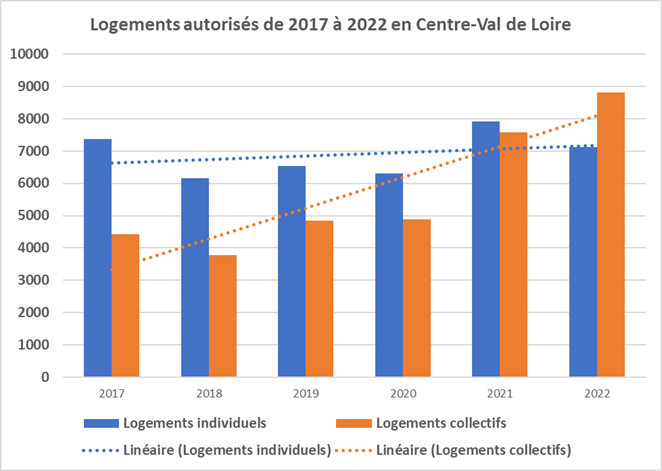 Logements autorisés de 2017 à 2022 en Centre-Val de Loire
10000
9000
8000
7000
6000
5000
4000
3000
2000
1000
0
2017 2018 2019 2020 2021 2022
Logements individuels Logements collectifs
Linéaire (Logements individuels) Linéaire (Logements collectifs)